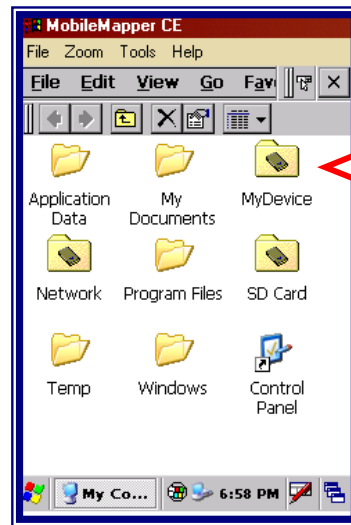 MobileMapper CE
File Zoom Tools Help
File Edit View Go Fav
Application Data
My Documents
MyDevice
Network
Program Files
SD Card
Temp
Windows
Control Panel
My Co... 6:58 PM